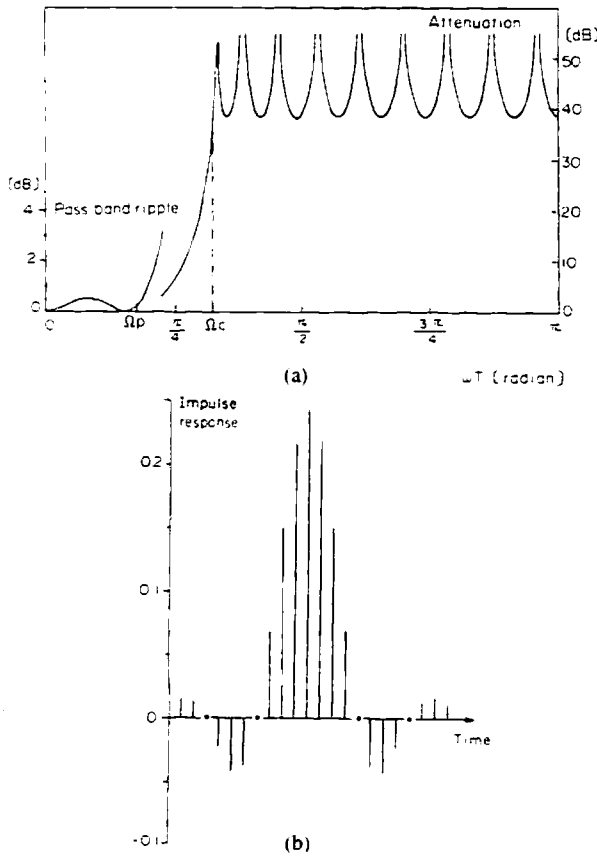 Attenuation
[dB]
50
40
30
20
10
0
[dB]
4
2
0
Pass band ripple
0
Ωp
π/4
Ωc
π/2
3π/4
π
(a)
ωT [radian]
Impulse
response
0.2
0.1
0
-0.1
Time
(b)